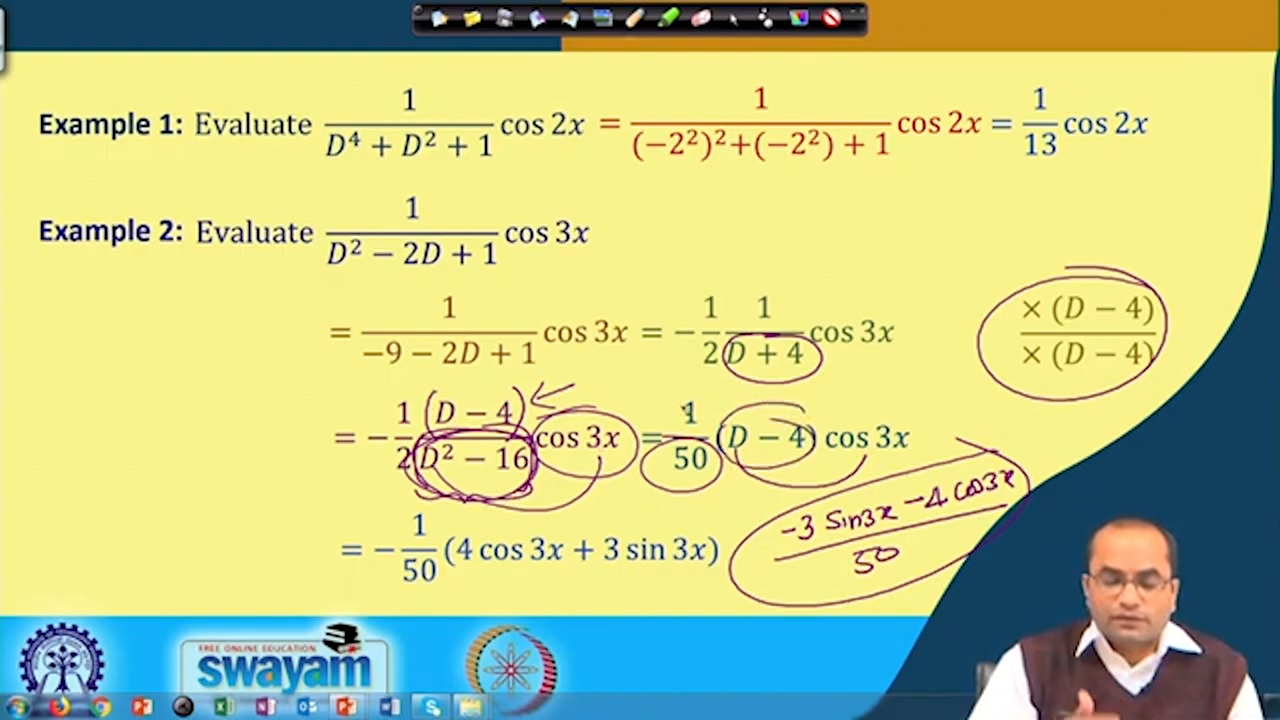 Example 1: Evaluate 1/(D⁴ + D² + 1) cos 2x = 1/((−2²)²+(−2²) + 1) cos 2x = 1/13 cos 2x
Example 2: Evaluate 1/(D² − 2D + 1) cos 3x
= 1/(−9 − 2D + 1) cos 3x = −1/2 1/(D + 4) cos 3x × (D − 4)/× (D − 4)
= −1/2 (D − 4)/(D² − 16) cos 3x = 1/50 (D − 4) cos 3x
−3 sin3x −4 cos3x / 50
= −1/50 (4 cos 3x + 3 sin 3x)
FREE ONLINE EDUCATION
swayam